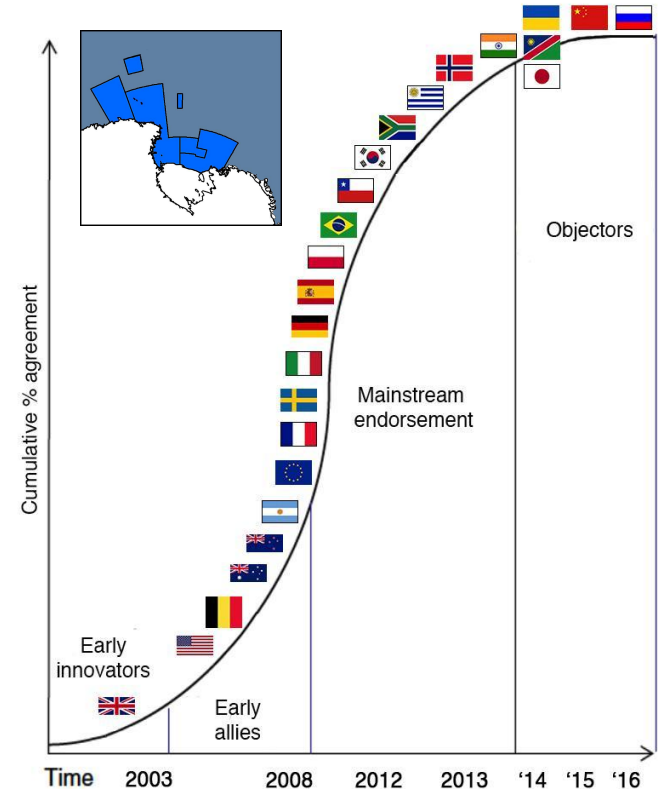 Objectors
Mainstream
endorsement
Cumulative % agreement
Early
innovators
Early
allies
Time 2003 2008 2012 2013 ‘14 ‘15 ‘16